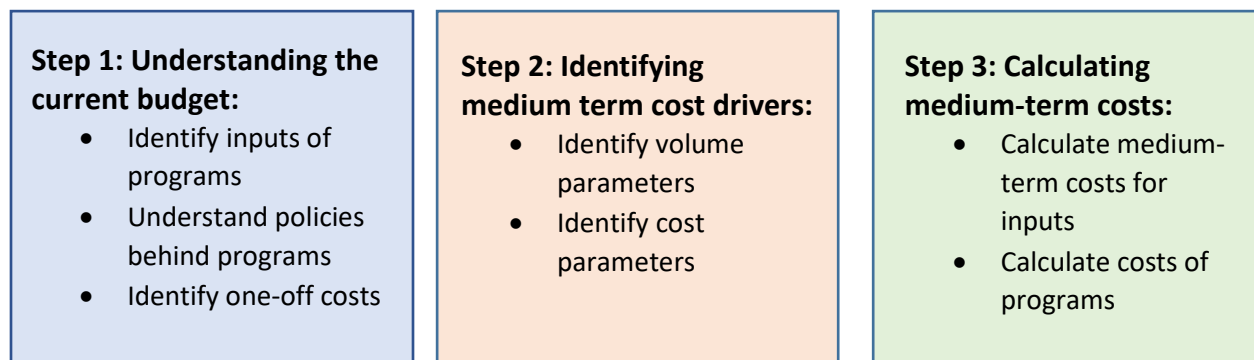 Step 1: Understanding the
current budget:
• Identify inputs of
programs
• Understand policies
behind programs
• Identify one-off costs
Step 2: Identifying
medium term cost drivers:
• Identify volume
parameters
• Identify cost
parameters
Step 3: Calculating
medium-term costs:
• Calculate medium-
term costs for
inputs
• Calculate costs of
programs